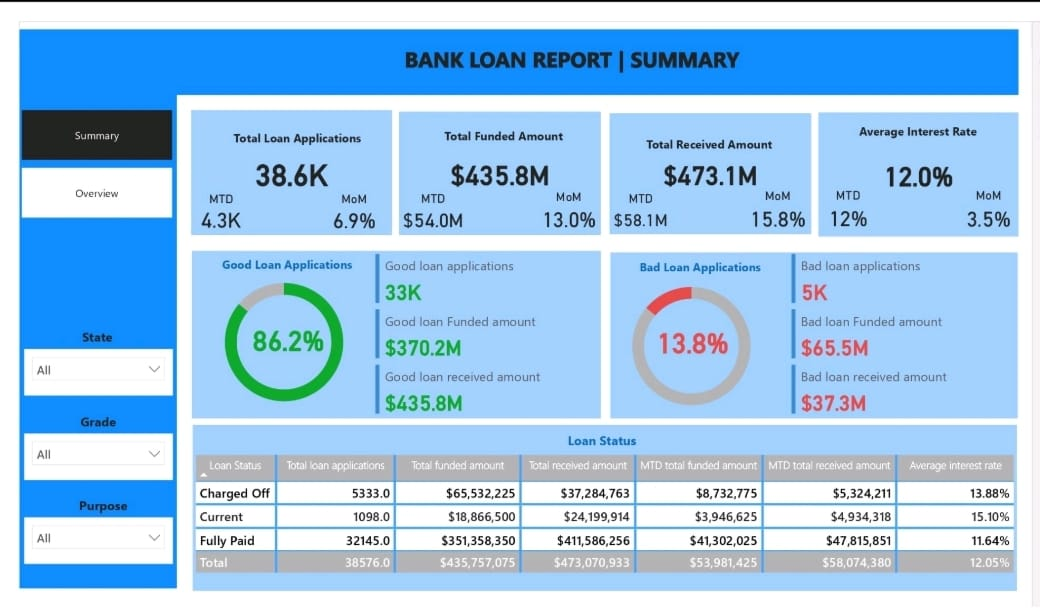 BANK LOAN REPORT | SUMMARY
Summary
Overview
State
All
Grade
All
Purpose
All
Total Loan Applications
38.6K
MTD MoM
4.3K 6.9%
Total Funded Amount
$435.8M
MTD MoM
$54.0M 13.0%
Total Received Amount
$473.1M
MTD MoM
$58.1M 15.8%
Average Interest Rate
12.0%
MTD MoM
12% 3.5%
Good Loan Applications
86.2%
Good loan applications
33K
Good loan Funded amount
$370.2M
Good loan received amount
$435.8M
Bad Loan Applications
13.8%
Bad loan applications
5K
Bad loan Funded amount
$65.5M
Bad loan received amount
$37.3M
Loan Status
Loan Status Total loan applications Total funded amount Total received amount MTD total funded amount MTD total received amount Average interest rate
Charged Off 5333.0 $65,532,225 $37,284,763 $8,732,775 $5,324,211 13.88%
Current 1098.0 $18,866,500 $24,199,914 $3,946,625 $4,934,318 15.10%
Fully Paid 32145.0 $351,358,350 $411,586,256 $41,302,025 $47,815,851 11.64%
Total 38576.0 $435,757,075 $473,070,933 $53,981,425 $58,074,380 12.05%